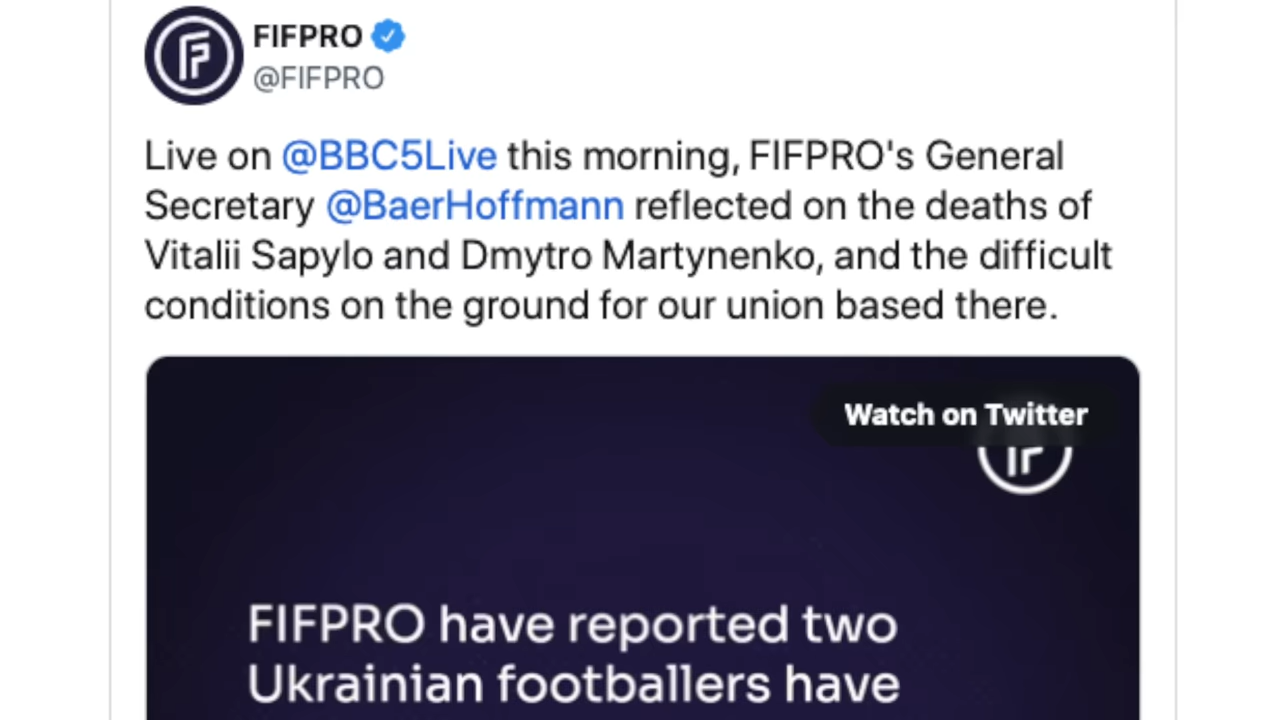 FIFPRO
@FIFPRO
Live on @BBC5Live this morning, FIFPRO's General
Secretary @BaerHoffmann reflected on the deaths of
Vitalii Sapylo and Dmytro Martynenko, and the difficult
conditions on the ground for our union based there.
Watch on Twitter
FIFPRO have reported two
Ukrainian footballers have